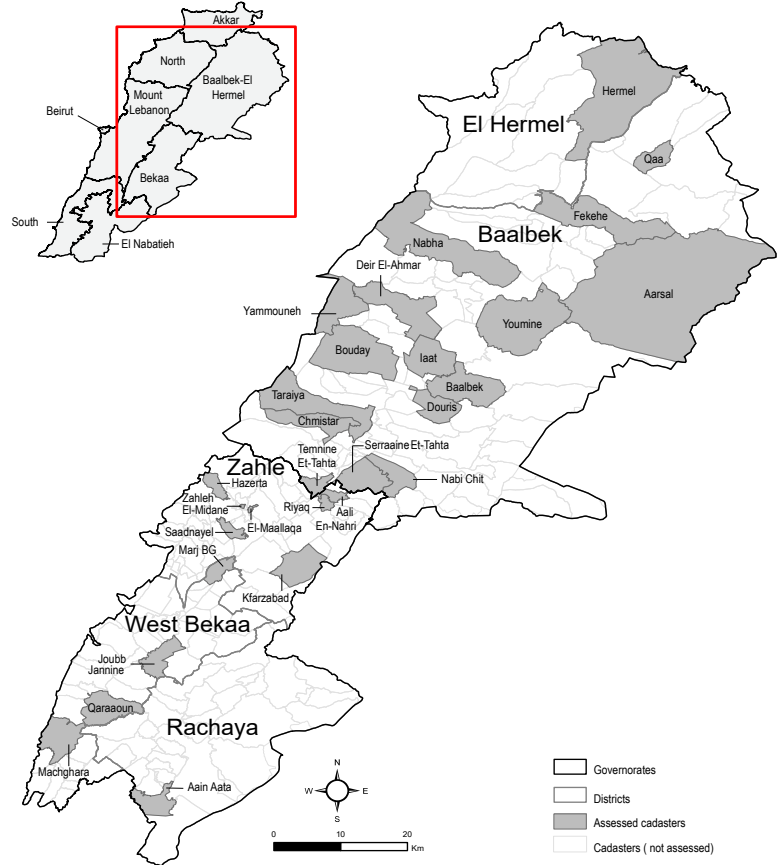 Akkar
North
Baalbek-El
Hermel
Mount
Lebanon
Beirut
Bekaa
South
El Nabatieh
Hermel
El Hermel
Qaa
Fekehe
Baalbek
Nabha
Deir El-Ahmar
Aarsal
Yammouneh
Youmine
Bouday
Iaat
Baalbek
Taraiya
Douris
Chmistar
Serraaine Et-Tahta
Temnine
Et-Tahta
Zahle
Nabi Chit
Hazerta
Zahleh
El-Midane
Riyaq
Aali
En-Nahri
El-Maallaqa
Saadnayel
Marj BG
Kfarzabad
West Bekaa
Joubb
Jannine
Qaraaoun
Rachaya
Machghara
Aain Aata
N
W
E
S
0 10 20
Km
Governorates
Districts
Assessed cadasters
Cadasters ( not assessed)